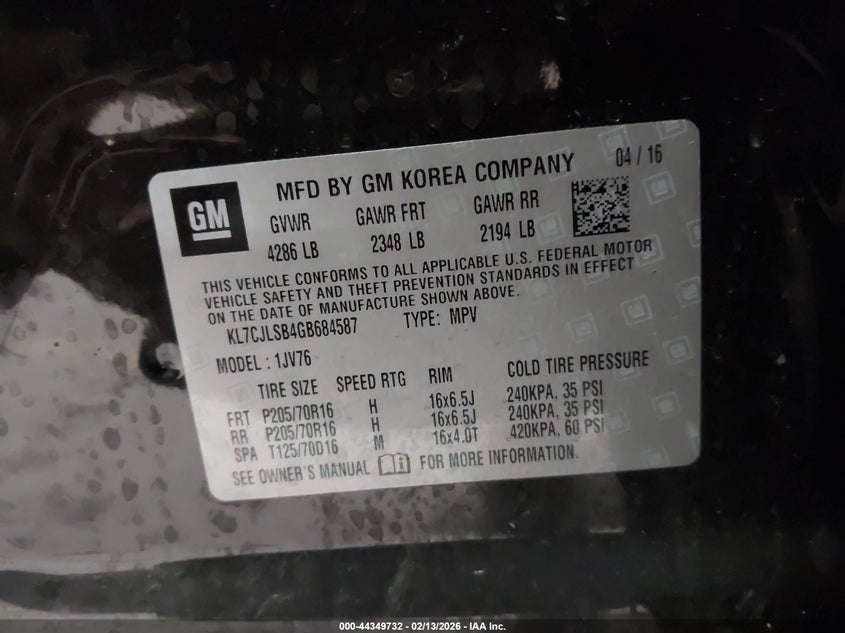 MFD BY GM KOREA COMPANY 04 / 16
GM
GVWR GAWR FRT GAWR RR
4286 LB 2348 LB 2194 LB
THIS VEHICLE CONFORMS TO ALL APPLICABLE U.S. FEDERAL MOTOR
VEHICLE SAFETY AND THEFT PREVENTION STANDARDS IN EFFECT
ON THE DATE OF MANUFACTURE SHOWN ABOVE.
KL7CJLSB4GB684587 TYPE: MPV
MODEL : 1JV76
TIRE SIZE SPEED RTG RIM COLD TIRE PRESSURE
FRT P205/70R16 H 16x6.5J 240KPA, 35 PSI
RR P205/70R16 H 16x6.5J 240KPA, 35 PSI
SPA T125/70D16 M 16x4.0T 420KPA, 60 PSI
SEE OWNER'S MANUAL FOR MORE INFORMATION.
000-44349732 - 02/13/2026 - IAA Inc.